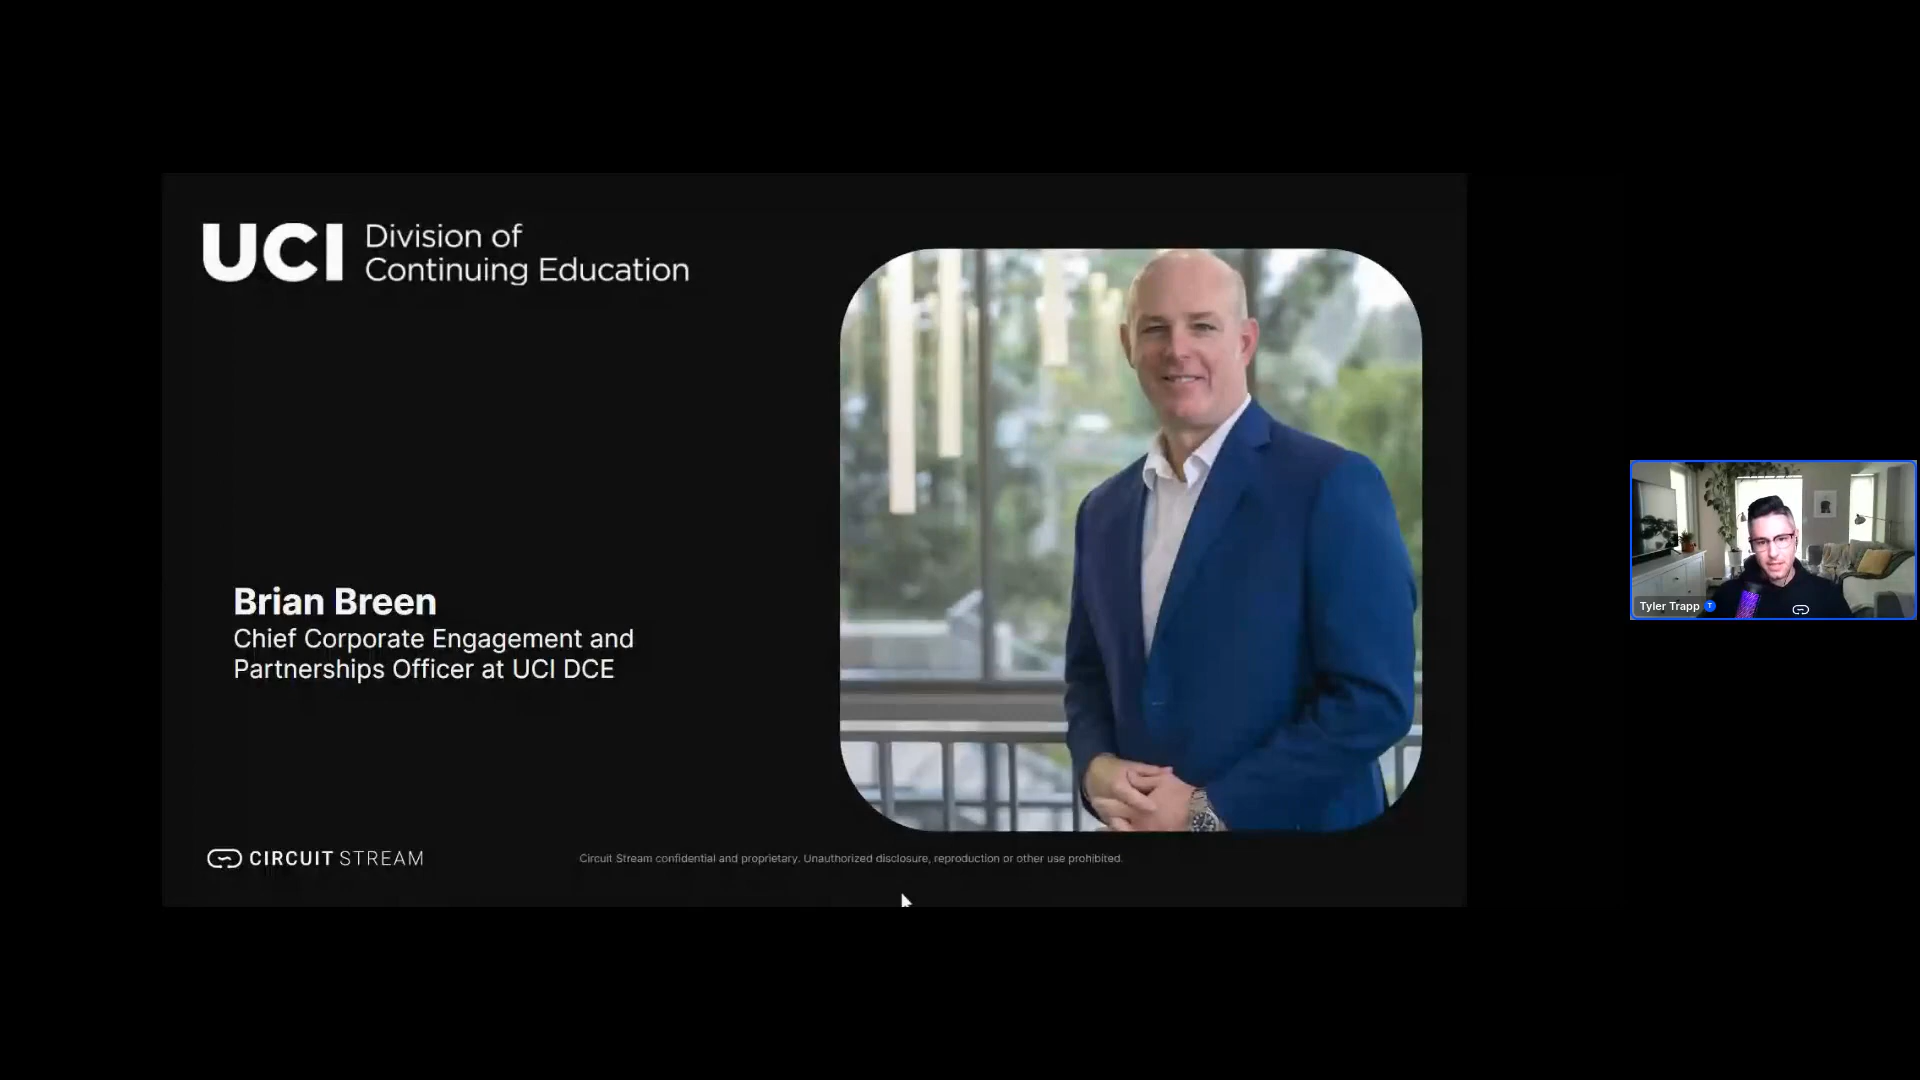 UCI
Division of
Continuing Education
Brian Breen
Chief Corporate Engagement and
Partnerships Officer at UCI DCE
CIRCUIT STREAM
Circuit Stream confidential and proprietary. Unauthorized disclosure, reproduction or other use prohibited.
Tyler Trapp
T